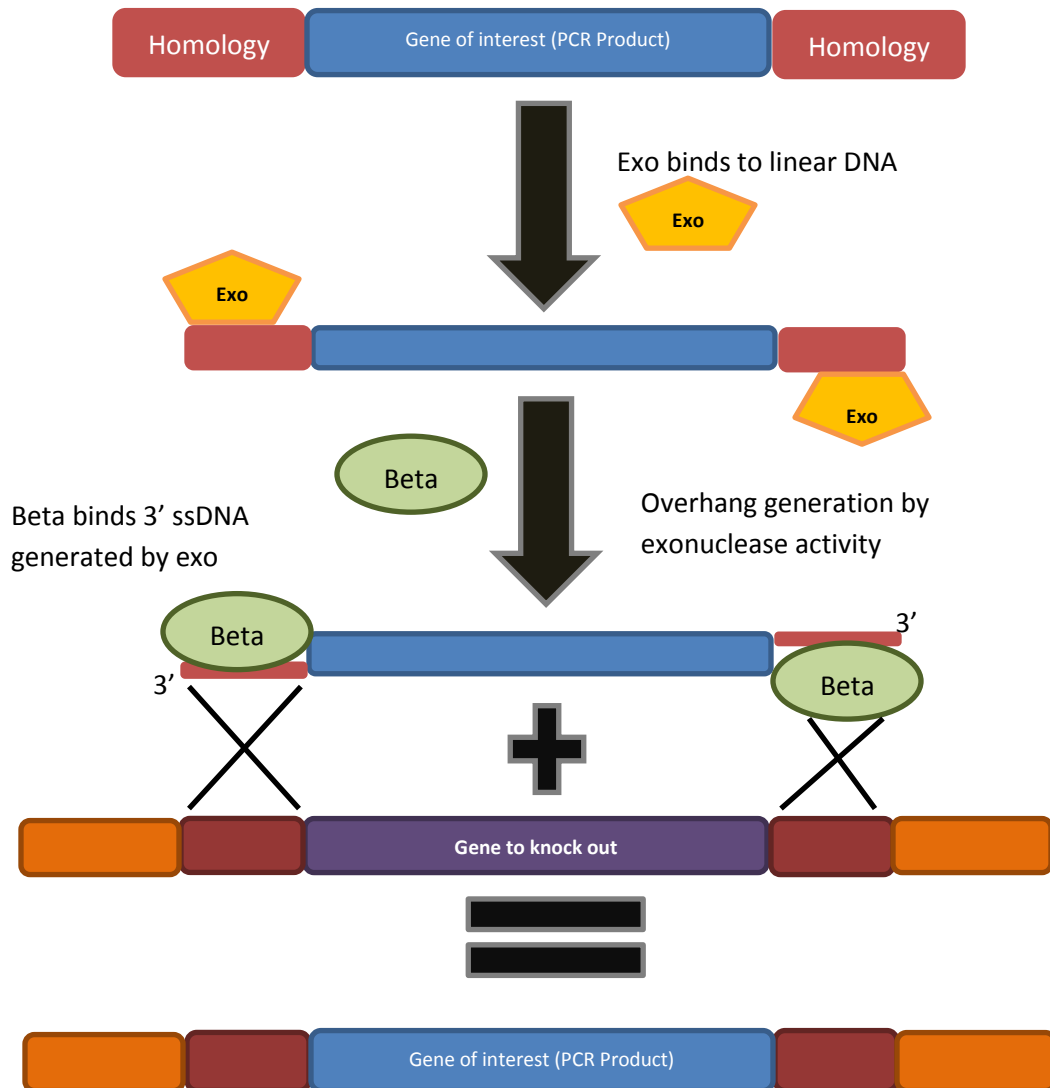 Homology
Gene of interest (PCR Product)
Homology
Exo binds to linear DNA
Exo
Exo
Exo
Beta
Overhang generation by
exonuclease activity
Beta binds 3’ ssDNA
generated by exo
Beta
3’
3’
Beta
Gene to knock out
Gene of interest (PCR Product)